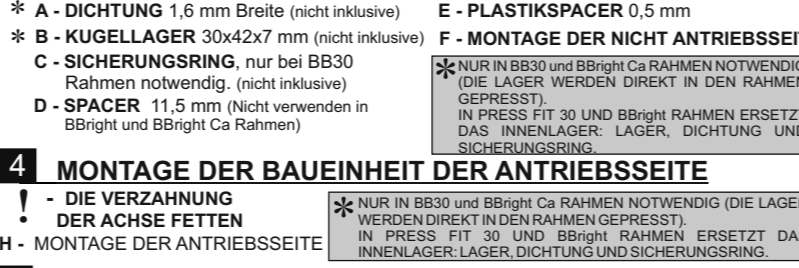 * A - DICHTUNG 1,6 mm Breite (nicht inklusive)
* B - KUGELLAGER 30x42x7 mm (nicht inklusive)
C - SICHERUNGSRING, nur bei BB30
Rahmen notwendig. (nicht inklusive)
D - SPACER 11,5 mm (Nicht verwenden in
BBright und BBright Ca Rahmen)
E - PLASTIKSPACER 0,5 mm
F - MONTAGE DER NICHT
* NUR IN BB30 und BBright Ca RAHMEN NOTWENDIG
(DIE LAGER WERDEN DIREKT IN DEN RAHMEN
GEPRESST).
IN PRESS FIT 30 UND BBright RAHMEN ERSETZT
DAS INNENLAGER: LAGER, DICHTUNG UND
SICHERUNGSRING.
4 MONTAGE DER BAUEINHEIT DER ANTRIEBSSEITE
! - DIE VERZAHNUNG
DER ACHSE FETTEN
H - MONTAGE DER ANTRIEBSSEITE
* NUR IN BB30 und BBright Ca RAHMEN NOTWENDIG (DIE LAGER
WERDEN DIREKT IN DEN RAHMEN GEPRESST).
IN PRESS FIT 30 UND BBright RAHMEN ERSETZT
INNENLAGER: LAGER, DICHTUNG UND SICHERUNGSRING.